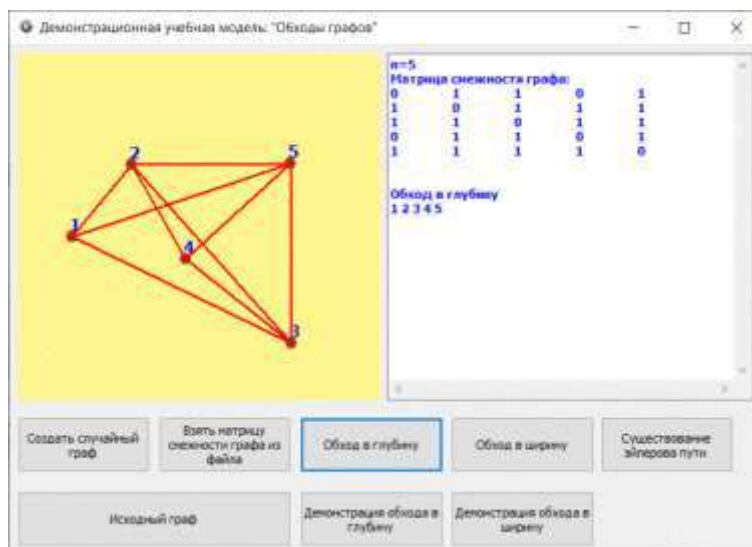 Демонстрационная учебная модель: "Обходы графов"
2
5
1
4
3
n=5
Матрица смежности графа:
0 1 1 0 1
1 0 1 1 1
1 1 0 1 1
0 1 1 0 1
1 1 1 1 0
Обход в глубину
1 2 3 4 5
Создать случайный
граф
Взять матрицу
смежности графа из
файла
Обход в глубину
Обход в ширину
Существование
эйлерова пути
Исходный граф
Демонстрация обхода в
глубину
Демонстрация обхода в
ширину